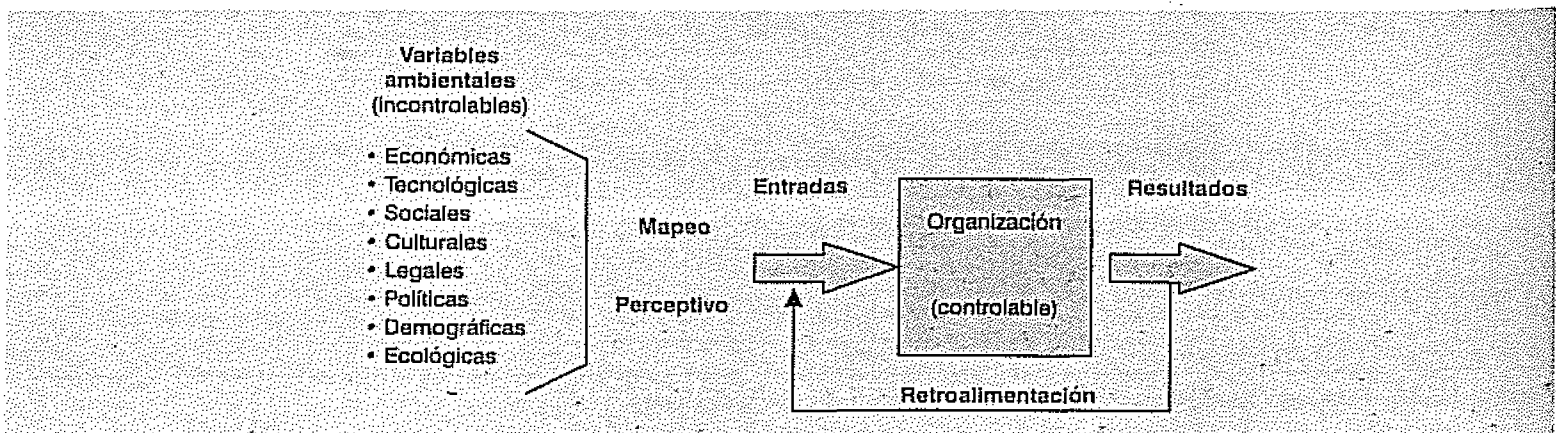 Variables
ambientales
(incontrolables)
• Económicas
• Tecnológicas
• Sociales
• Culturales
• Legales
• Políticas
• Demográficas
• Ecológicas
Mapeo
Perceptivo
Entradas
Organización
(controlable)
Resultados
Retroalimentación